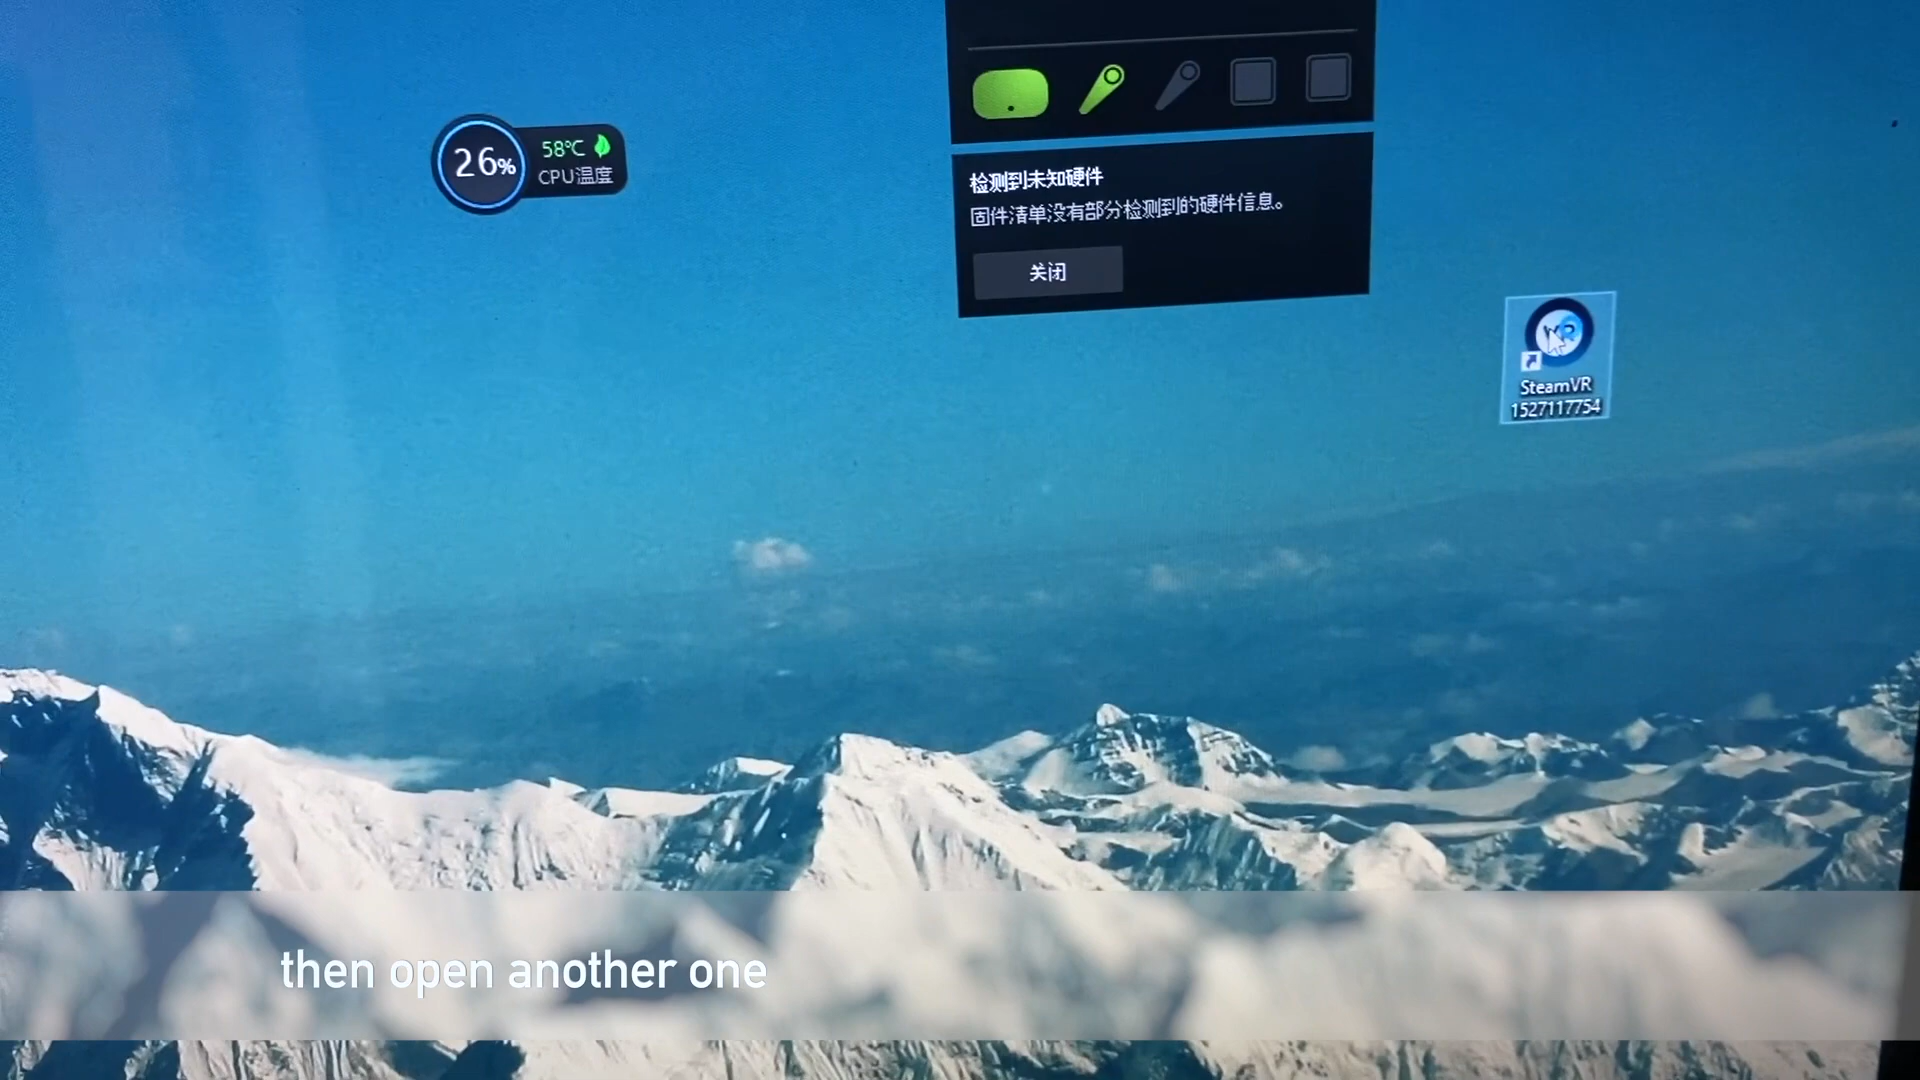 26%
58℃
CPU温度
检测到未知硬件
固件清单没有部分检测到的硬件信息。
关闭
VR
SteamVR
1527117754
then open another one